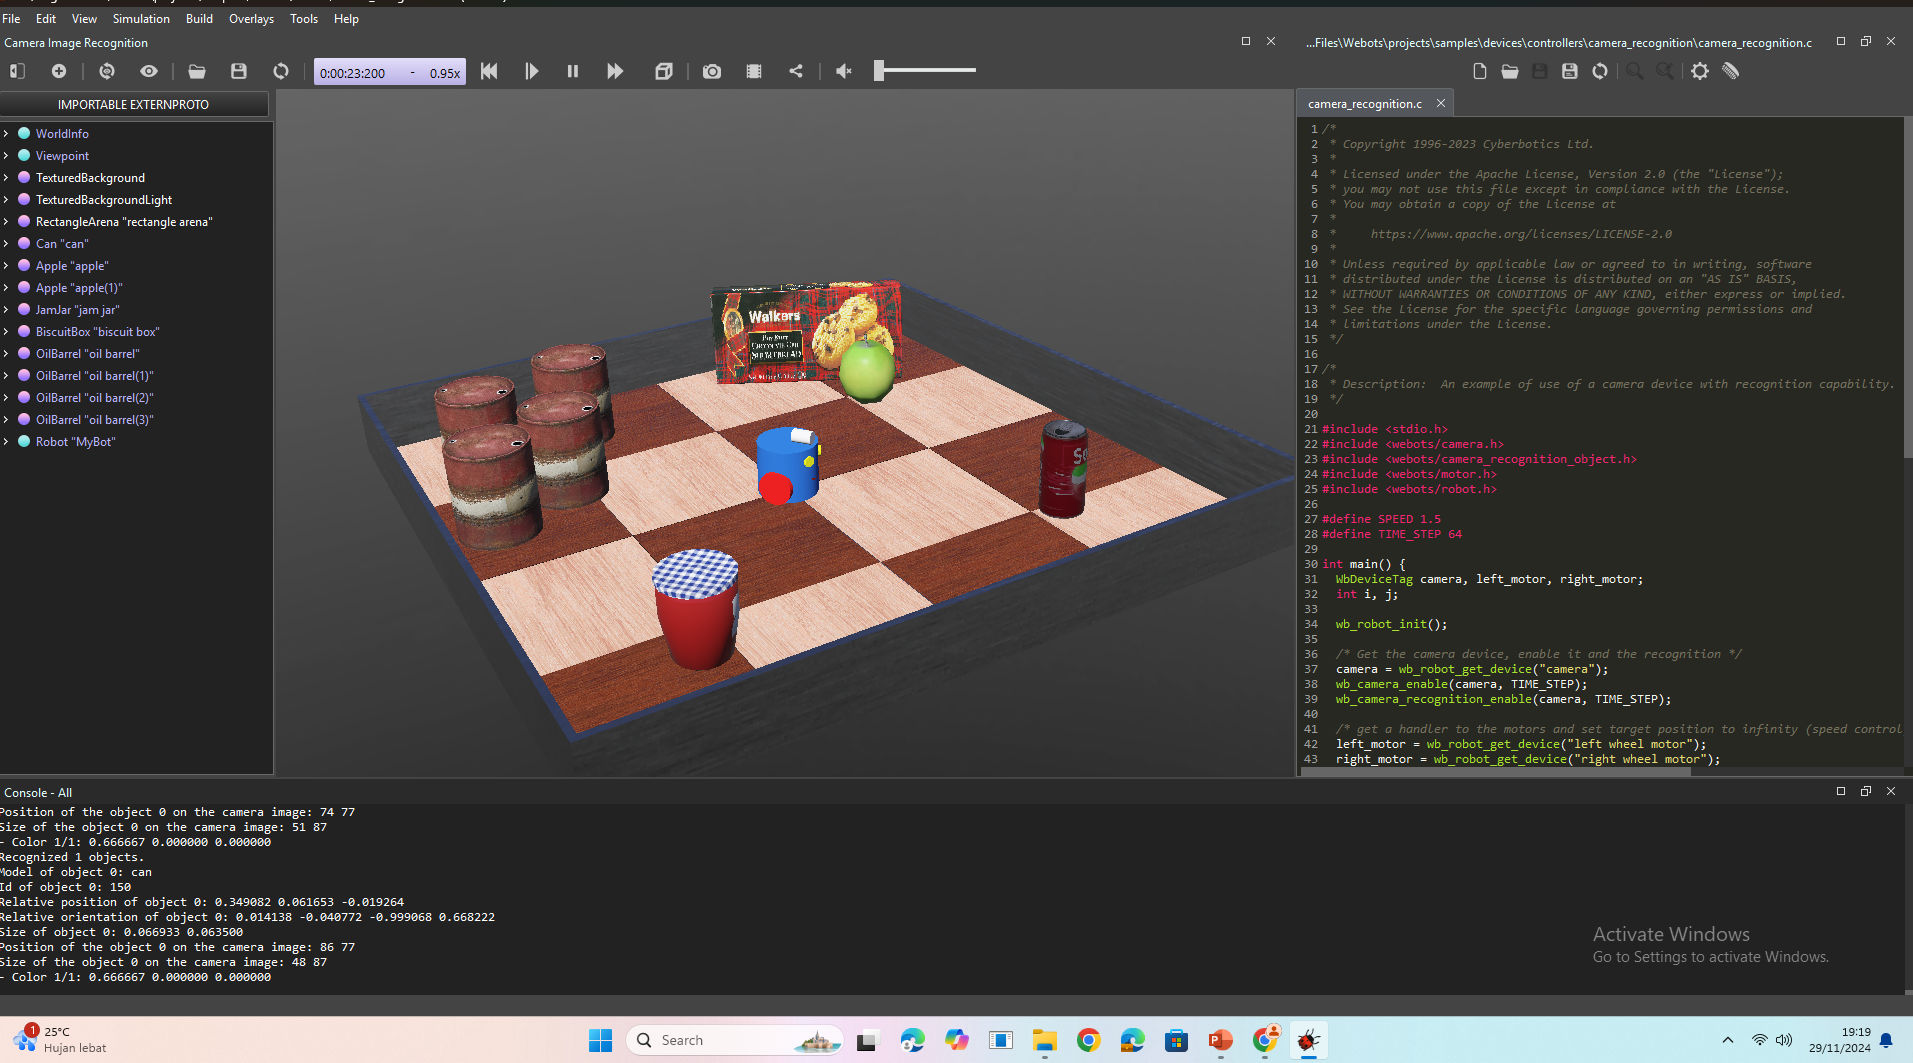 File Edit View Simulation Build Overlays Tools Help
Camera Image Recognition
0:00:23:200 - 0.95x
IMPORTABLE EXTERNPROTO
WorldInfo
Viewpoint
TexturedBackground
TexturedBackgroundLight
RectangleArena "rectangle arena"
Can "can"
Apple "apple"
Apple "apple(1)"
JamJar "jam jar"
BiscuitBox "biscuit box"
OilBarrel "oil barrel"
OilBarrel "oil barrel(1)"
OilBarrel "oil barrel(2)"
OilBarrel "oil barrel(3)"
Robot "MyBot"
Walkers
...Files\Webots\projects\samples\devices\controllers\camera_recognition\camera_recognition.c
camera_recognition.c
1 /*
2 * Copyright 1996-2023 Cyberbotics Ltd.
3 *
4 * Licensed under the Apache License, Version 2.0 (the "License");
5 * you may not use this file except in compliance with the License.
6 * You may obtain a copy of the License at
7 *
8 * https://www.apache.org/licenses/LICENSE-2.0
9 *
10 * Unless required by applicable law or agreed to in writing, software
11 * distributed under the License is distributed on an "AS IS" BASIS,
12 * WITHOUT WARRANTIES OR CONDITIONS OF ANY KIND, either express or implied.
13 * See the License for the specific language governing permissions and
14 * limitations under the License.
15 */
16
17 /*
18 * Description: An example of use of a camera device with recognition capability.
19 */
20
21 #include <stdio.h>
22 #include <webots/camera.h>
23 #include <webots/camera_recognition_object.h>
24 #include <webots/motor.h>
25 #include <webots/robot.h>
26
27 #define SPEED 1.5
28 #define TIME_STEP 64
29
30 int main() {
31 WbDeviceTag camera, left_motor, right_motor;
32 int i, j;
33
34 wb_robot_init();
35
36 /* Get the camera device, enable it and the recognition */
37 camera = wb_robot_get_device("camera");
38 wb_camera_enable(camera, TIME_STEP);
39 wb_camera_recognition_enable(camera, TIME_STEP);
40
41 /* get a handler to the motors and set target position to infinity (speed control
42 left_motor = wb_robot_get_device("left wheel motor");
43 right_motor = wb_robot_get_device("right wheel motor");
Console - All
Position of the object 0 on the camera image: 74 77
Size of the object 0 on the camera image: 51 87
- Color 1/1: 0.666667 0.000000 0.000000
Recognized 1 objects.
Model of object 0: can
Id of object 0: 150
Relative position of object 0: 0.349082 0.061653 -0.019264
Relative orientation of object 0: 0.014138 -0.040772 -0.999068 0.668222
Size of object 0: 0.066933 0.063500
Position of the object 0 on the camera image: 86 77
Size of the object 0 on the camera image: 48 87
- Color 1/1: 0.666667 0.000000 0.000000
Activate Windows
Go to Settings to activate Windows.
1
25°C
Hujan lebat
Search
19:19
29/11/2024